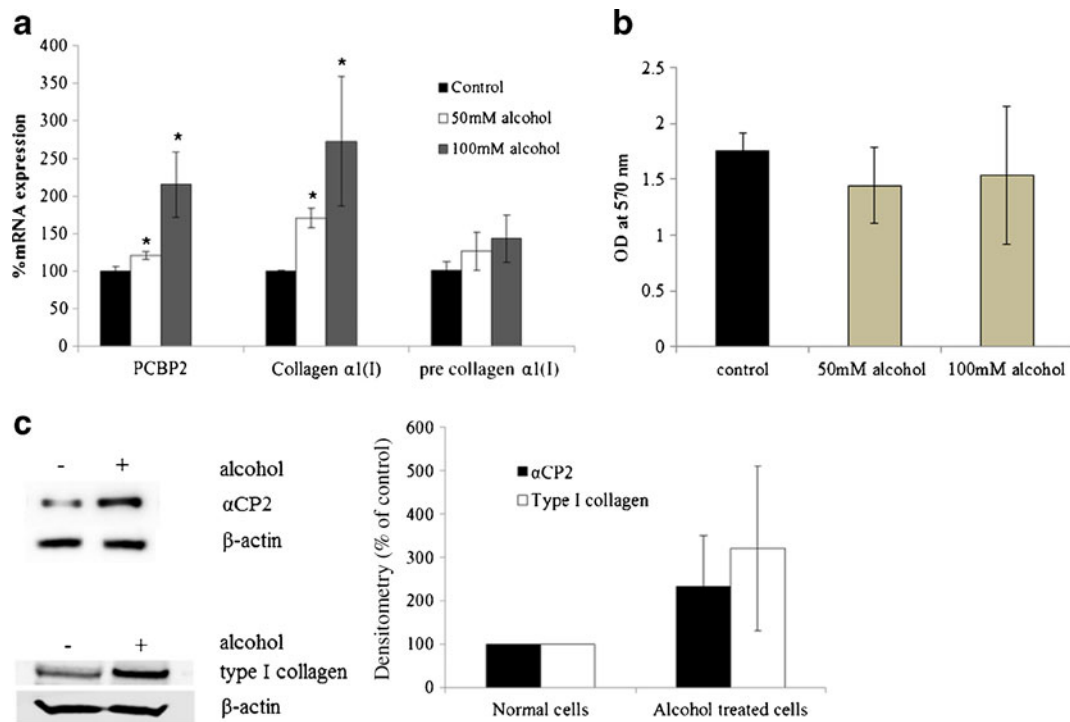 a
%mRNA expression
400
350
300
250
200
150
100
50
0
* * * *
Control
50mM alcohol
100mM alcohol
PCBP2 Collagen α1(I) pre collagen α1(I)
b
OD at 570 nm
2.5
2
1.5
1
0.5
0
control 50mM alcohol 100mM alcohol
c
- + alcohol
αCP2
β-actin
- + alcohol
type I collagen
β-actin
Densitometry (% of control)
600
500
400
300
200
100
0
αCP2
Type I collagen
Normal cells Alcohol treated cells